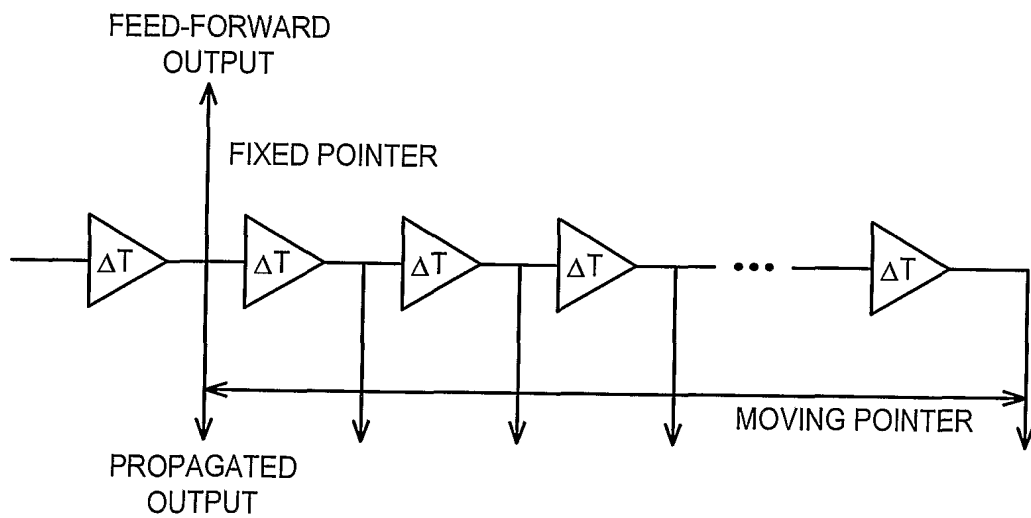 FEED-FORWARD
OUTPUT
FIXED POINTER
ΔT
ΔT
ΔT
ΔT
ΔT
MOVING POINTER
PROPAGATED
OUTPUT